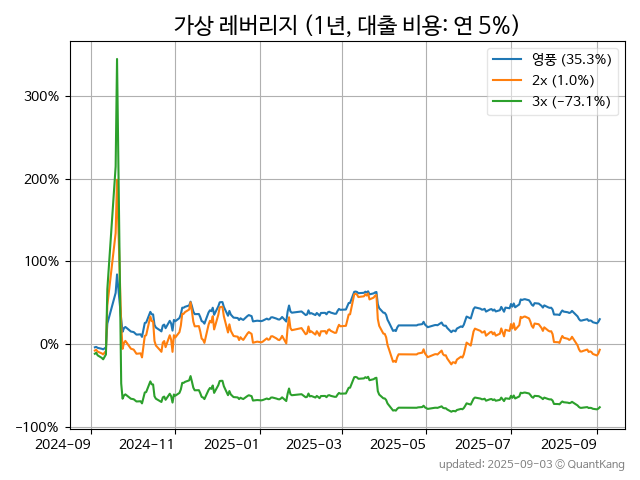 가상 레버리지 (1년, 대출 비용: 연 5%)
영풍 (35.3%)
2x (1.0%)
3x (−73.1%)
300%
200%
100%
0%
−100%
2024-09 2024-11 2025-01 2025-03 2025-05 2025-07 2025-09
updated: 2025-09-03 © QuantKang